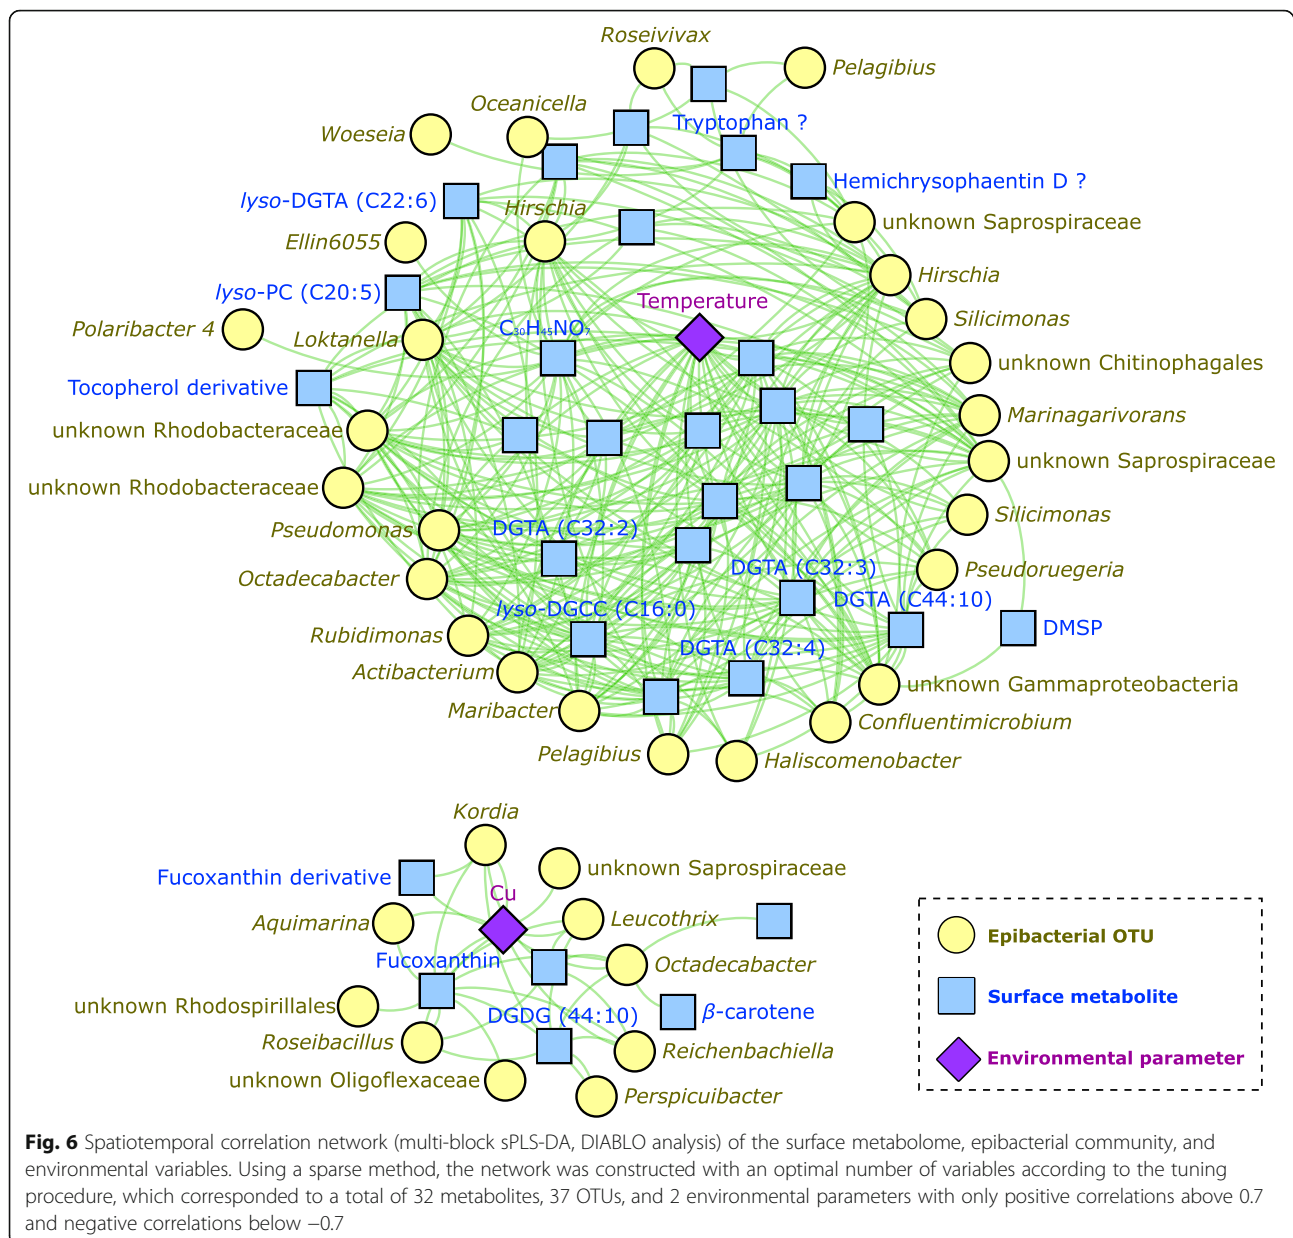 Roseivivax
Pelagibius
Oceanicella
Woeseia
Tryptophan ?
Hemichrysophaentin D ?
lyso-DGTA (C22:6)
Hirschia
unknown Saprospiraceae
Ellin6055
Hirschia
lyso-PC (C20:5)
Temperature
Silicimonas
Polaribacter 4
Loktanella
C₃₀H₄₅NO₇
unknown Chitinophagales
Tocopherol derivative
Marinagarivorans
unknown Rhodobacteraceae
unknown Saprospiraceae
unknown Rhodobacteraceae
Silicimonas
Pseudomonas
DGTA (C32:2)
Octadecabacter
DGTA (C32:3)
Pseudoruegeria
DGTA (C44:10)
lyso-DGCC (C16:0)
Rubidimonas
DGTA (C32:4)
DMSP
Actibacterium
unknown Gammaproteobacteria
Maribacter
Confluentimicrobium
Pelagibius
Haliscomenobacter
Kordia
Fucoxanthin derivative
unknown Saprospiraceae
Cu
Aquimarina
Leucothrix
Fucoxanthin
Octadecabacter
unknown Rhodospirillales
DGDG (44:10)
β-carotene
Roseibacillus
Reichenbachiella
unknown Oligoflexaceae
Perspicuibacter
Epibacterial OTU
Surface metabolite
Environmental parameter
Fig. 6 Spatiotemporal correlation network (multi-block sPLS-DA, DIABLO analysis) of the surface metabolome, epibacterial community, and
environmental variables. Using a sparse method, the network was constructed with an optimal number of variables according to the tuning
procedure, which corresponded to a total of 32 metabolites, 37 OTUs, and 2 environmental parameters with only positive correlations above 0.7
and negative correlations below −0.7